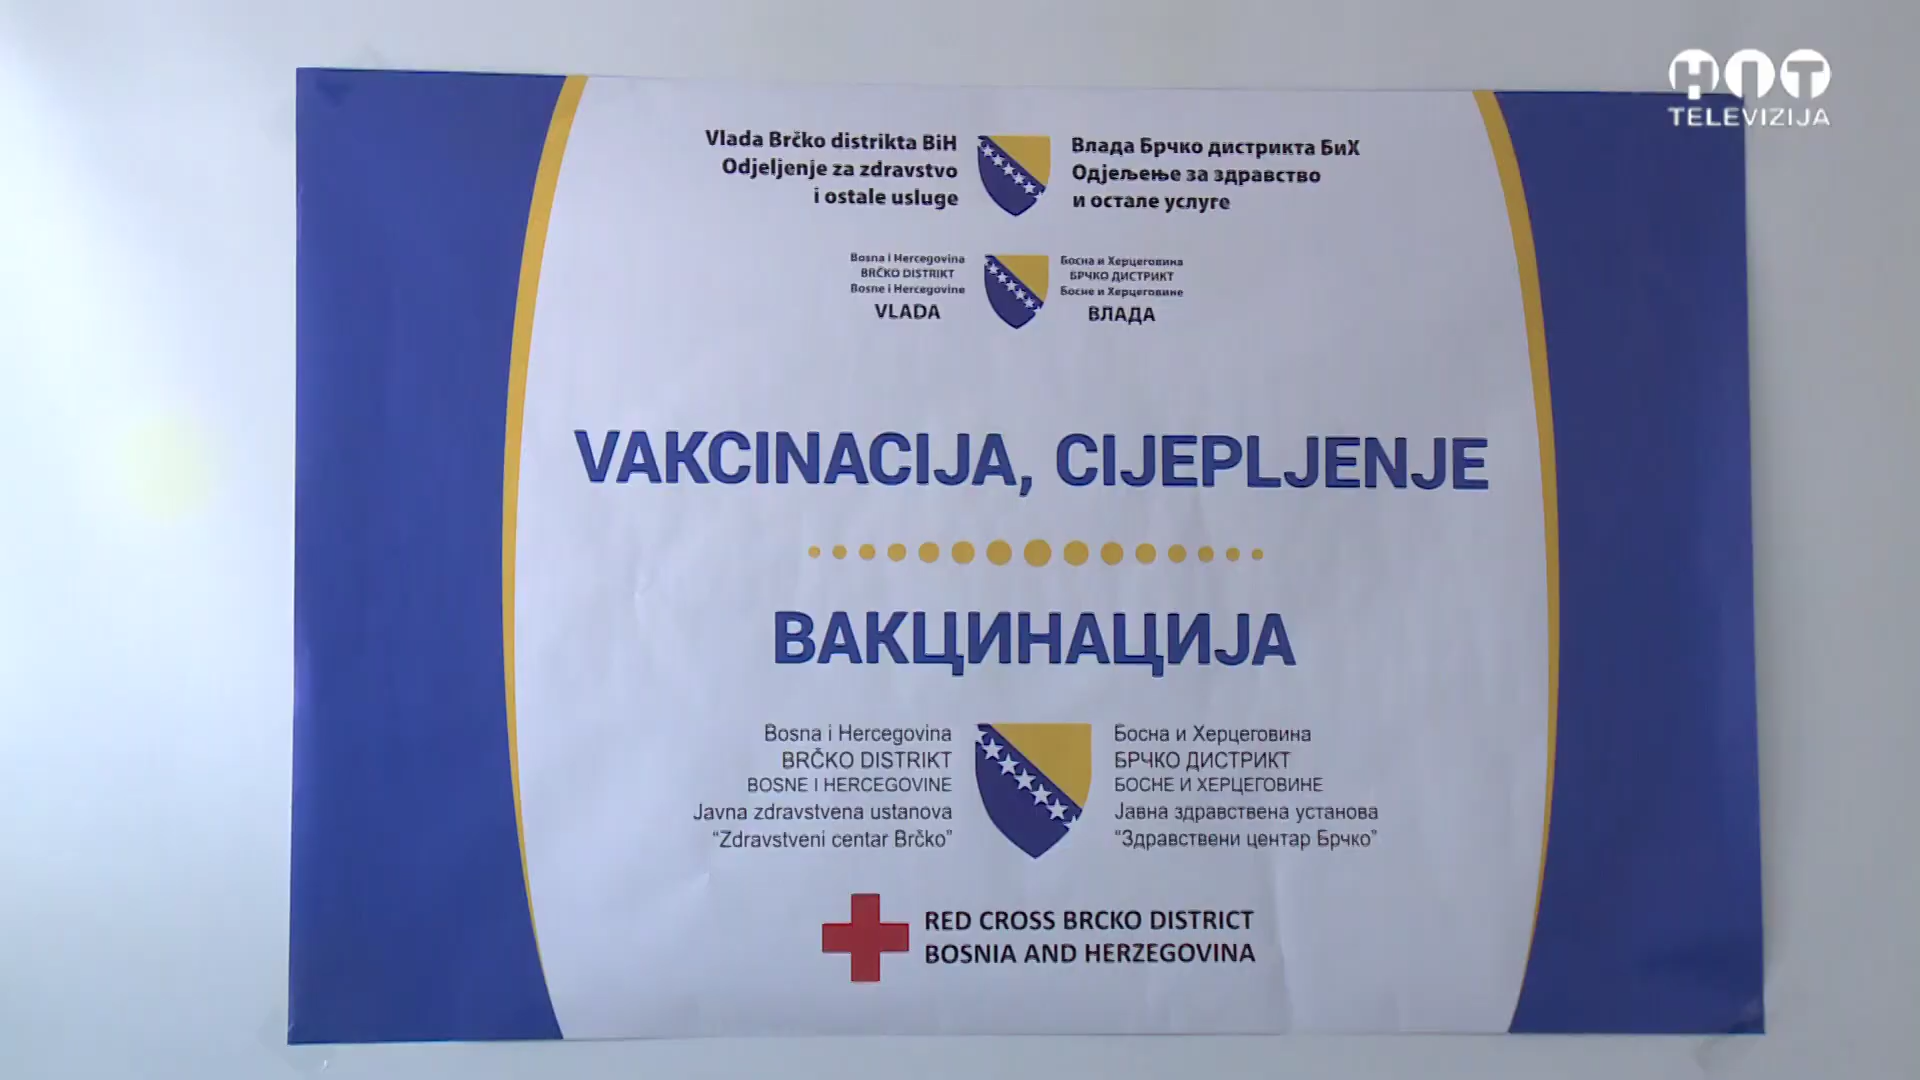 HIT
TELEVIZIJA
Vlada Brčko distrikta BiH
Odjeljenje za zdravstvo
i ostale usluge
Влада Брчко дистрикта БиХ
Одјељење за здравство
и остале услуге
Bosna i Hercegovina
BRČKO DISTRIKT
Bosne i Hercegovine
VLADA
Босна и Херцеговина
БРЧКО ДИСТРИКТ
Босне и Херцеговине
ВЛАДА
VAKCINACIJA, CIJEPLJENJE
ВАКЦИНАЦИЈА
Bosna i Hercegovina
BRČKO DISTRIKT
BOSNE I HERCEGOVINE
Javna zdravstvena ustanova
“Zdravstveni centar Brčko”
Босна и Херцеговина
БРЧКО ДИСТРИКТ
БОСНЕ И ХЕРЦЕГОВИНЕ
Јавна здравствена установа
“Здравствени центар Брчко”
RED CROSS BRCKO DISTRICT
BOSNIA AND HERZEGOVINA